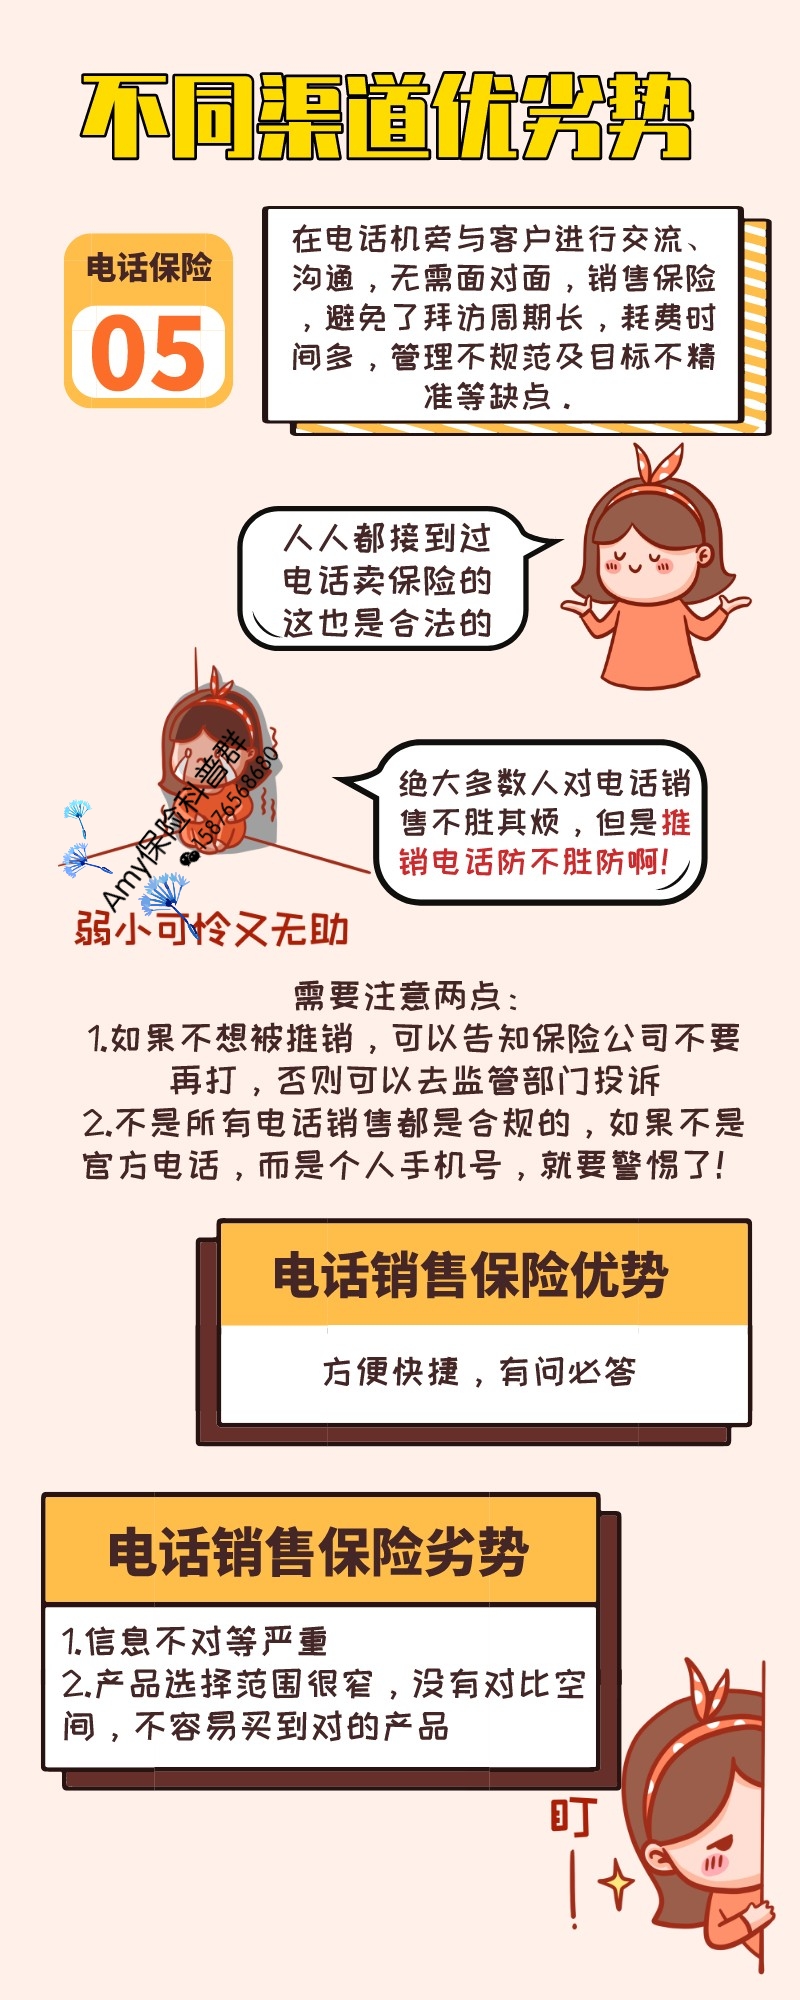 不同渠道优劣势
电话保险
05
在电话机旁与客户进行交流、
沟通，无需面对面，销售保险
，避免了拜访周期长，耗费时
间多，管理不规范及目标不精
准等缺点．
人人都接到过
电话卖保险的
这也是合法的
Amy保险科普群
15876568680
绝大多数人对电话销
售不胜其烦，但是推
销电话防不胜防啊！
弱小可怜又无助
需要注意两点：
1.如果不想被推销，可以告知保险公司不要
再打，否则可以去监管部门投诉
2.不是所有电话销售都是合规的，如果不是
官方电话，而是个人手机号，就要警惕了！
电话销售保险优势
方便快捷，有问必答
电话销售保险劣势
1.信息不对等严重
2.产品选择范围很窄，没有对比空
间，不容易买到对的产品
盯